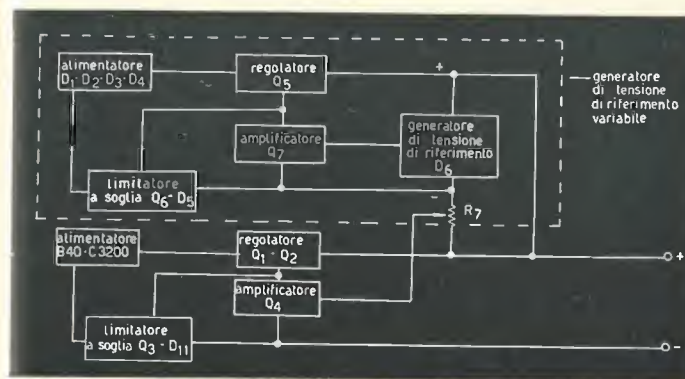 alimentatore
D1-D2-D3-D4
regolatore
Q5
+
generatore
di tensione
di riferimento
variabile
amplificatore
Q7
generatore
di tensione
di riferimento
D6
limitatore
a soglia Q6-D5
-
R7
alimentatore
B40-C3200
regolatore
Q1-Q2
+
amplificatore
Q4
limitatore
a soglia Q3-D11
-